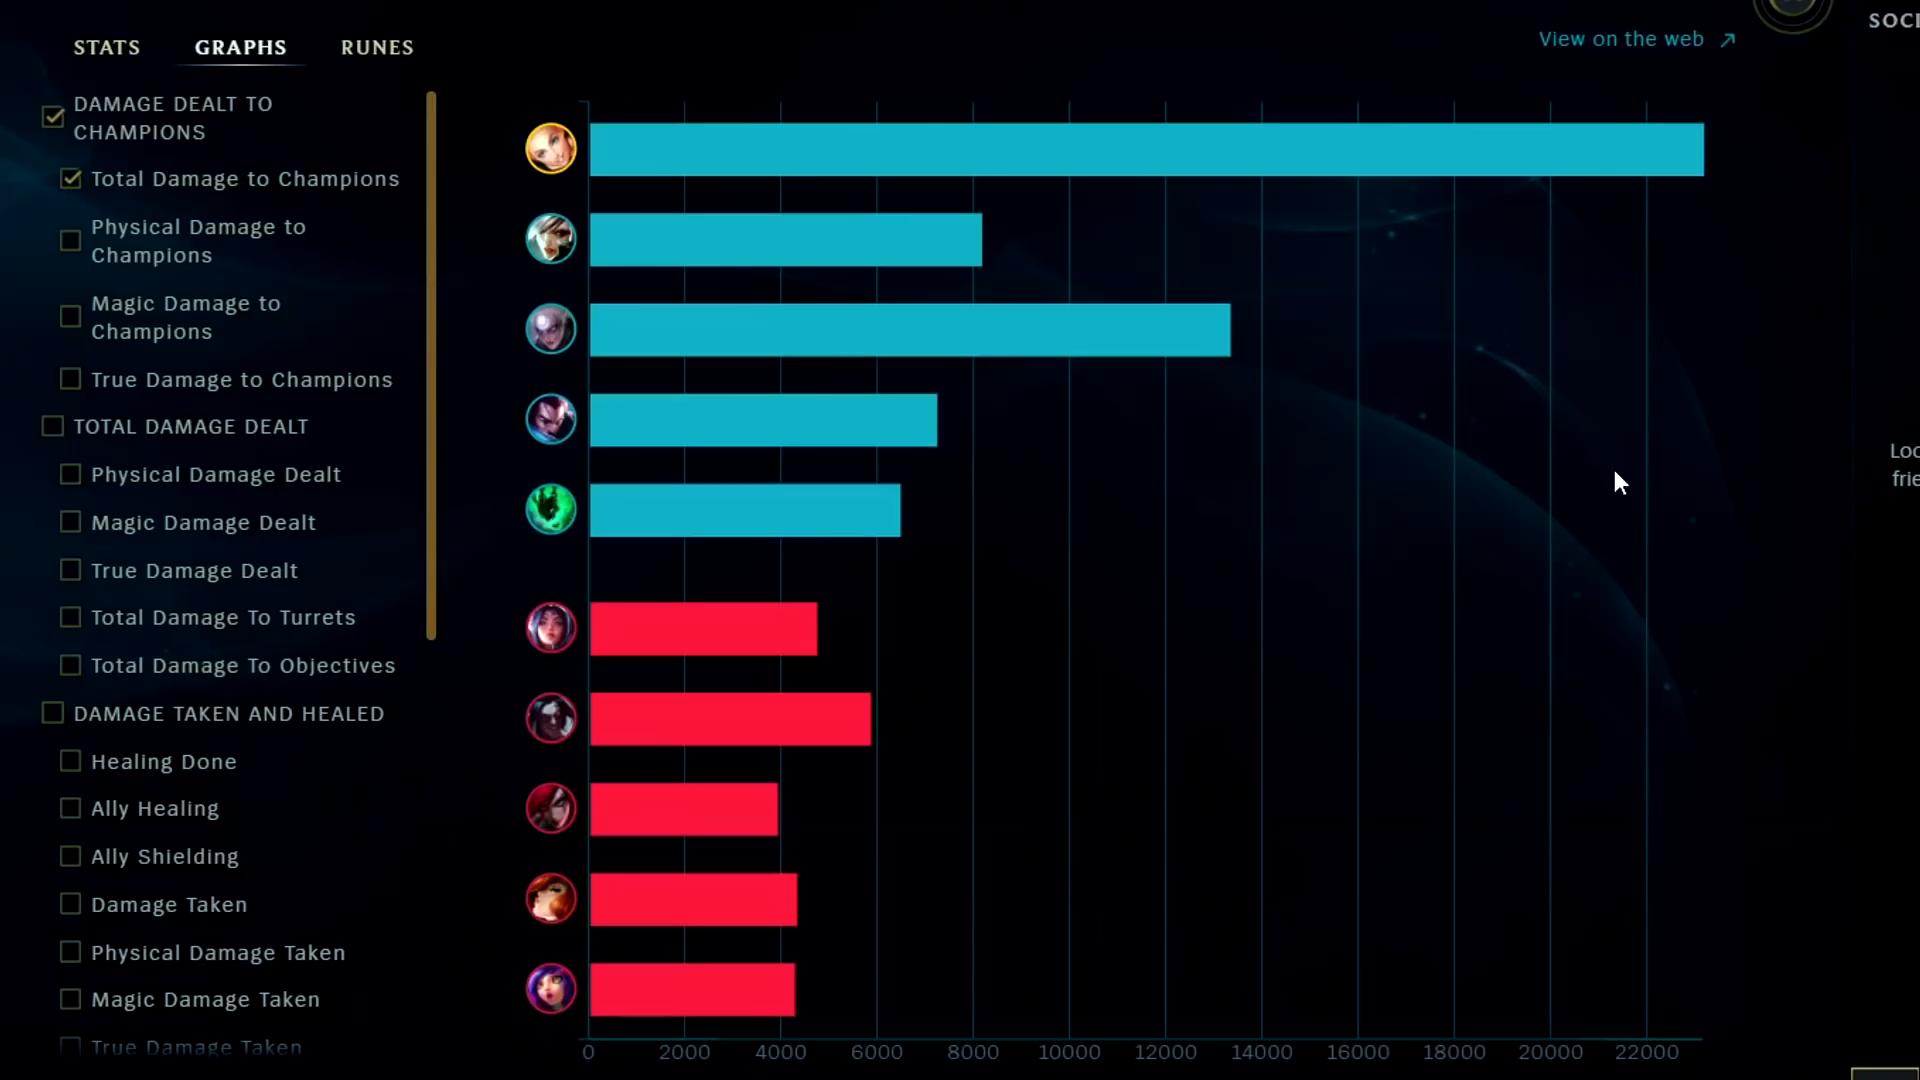 STATS GRAPHS RUNES
View on the web
SOCI
DAMAGE DEALT TO
CHAMPIONS
Total Damage to Champions
Physical Damage to
Champions
Magic Damage to
Champions
True Damage to Champions
TOTAL DAMAGE DEALT
Physical Damage Dealt
Magic Damage Dealt
True Damage Dealt
Total Damage To Turrets
Total Damage To Objectives
DAMAGE TAKEN AND HEALED
Healing Done
Ally Healing
Ally Shielding
Damage Taken
Physical Damage Taken
Magic Damage Taken
True Damage Taken
0 2000 4000 6000 8000 10000 12000 14000 16000 18000 20000 22000
Loo
frie